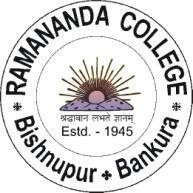 RAMANANDA COLLEGE
श्रद्धावान लभते ज्ञानम्
Estd. - 1945
Bishnupur Bankura